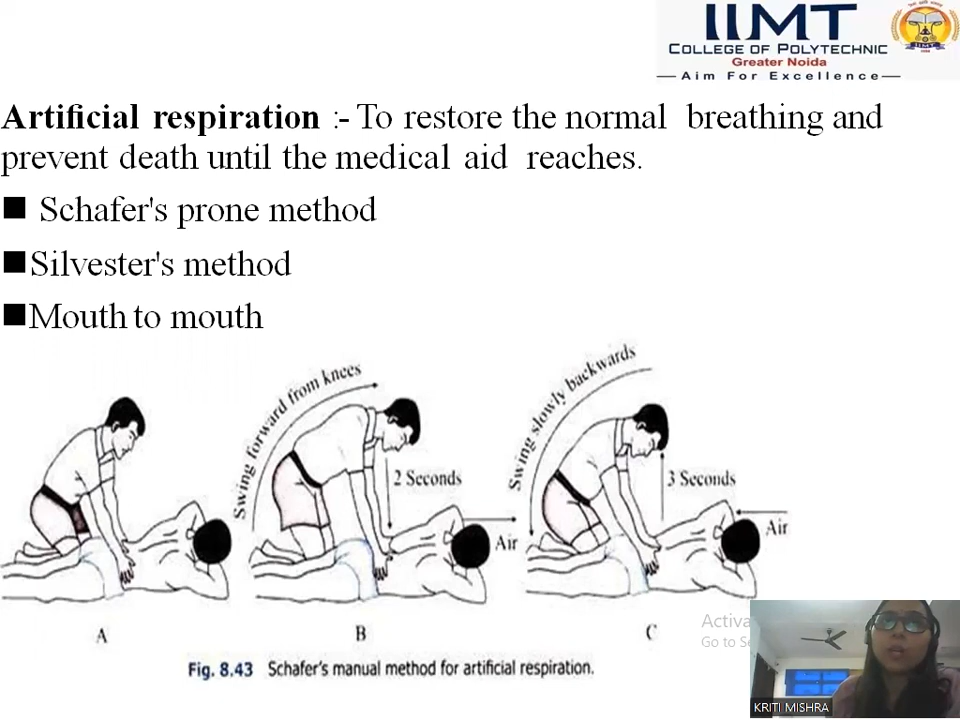 IIMT
COLLEGE OF POLYTECHNIC
Greater Noida
Aim For Excellence
IIMT
Artificial respiration :- To restore the normal breathing and
prevent death until the medical aid reaches.
Schafer's prone method
Silvester's method
Mouth to mouth
Swing forward from knees
2 Seconds
Air
Swing slowly backwards
3 Seconds
Air
A
B
C
Fig. 8.43 Schafer's manual method for artificial respiration.
Activa
Go to Se
KRITI MISHRA